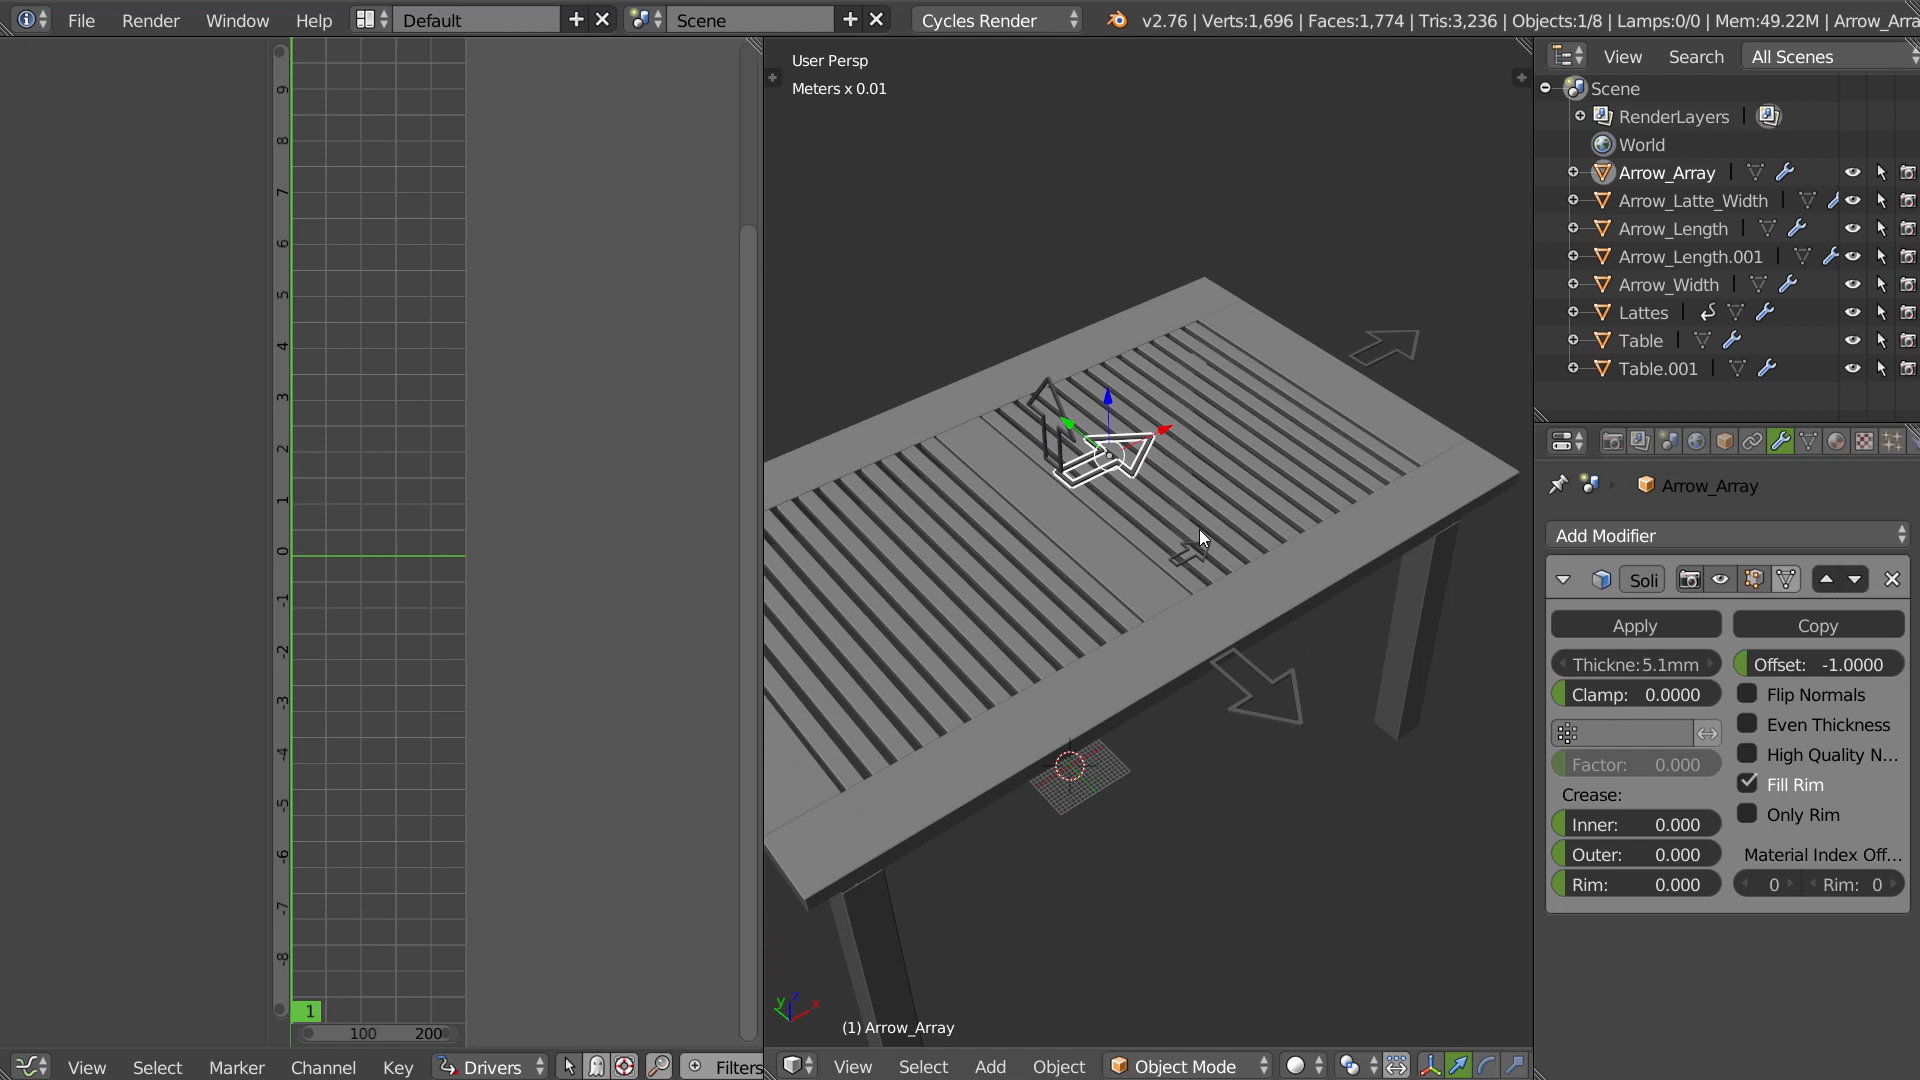 File Render Window Help Default Scene Cycles Render v2.76 | Verts:1,696 | Faces:1,774 | Tris:3,236 | Objects:1/8 | Lamps:0/0 | Mem:49.22M | Arrow_Arra
User Persp
Meters x 0.01
View Search All Scenes
Scene
RenderLayers
World
Arrow_Array
Arrow_Latte_Width
Arrow_Length
Arrow_Length.001
Arrow_Width
Lattes
Table
Table.001
Arrow_Array
Add Modifier
Soli
Apply Copy
Thickne: 5.1mm Offset: -1.0000
Clamp: 0.0000 Flip Normals
Even Thickness
High Quality N...
Factor: 0.000
Fill Rim
Crease:
Only Rim
Inner: 0.000
Outer: 0.000 Material Index Off...
Rim: 0.000 0 Rim: 0
9
8
7
6
5
4
3
2
1
0
-1
-2
-3
-4
-5
-6
-7
-8
1
100 200
y z x
(1) Arrow_Array
View Select Marker Channel Key Drivers Filters
View Select Add Object Object Mode